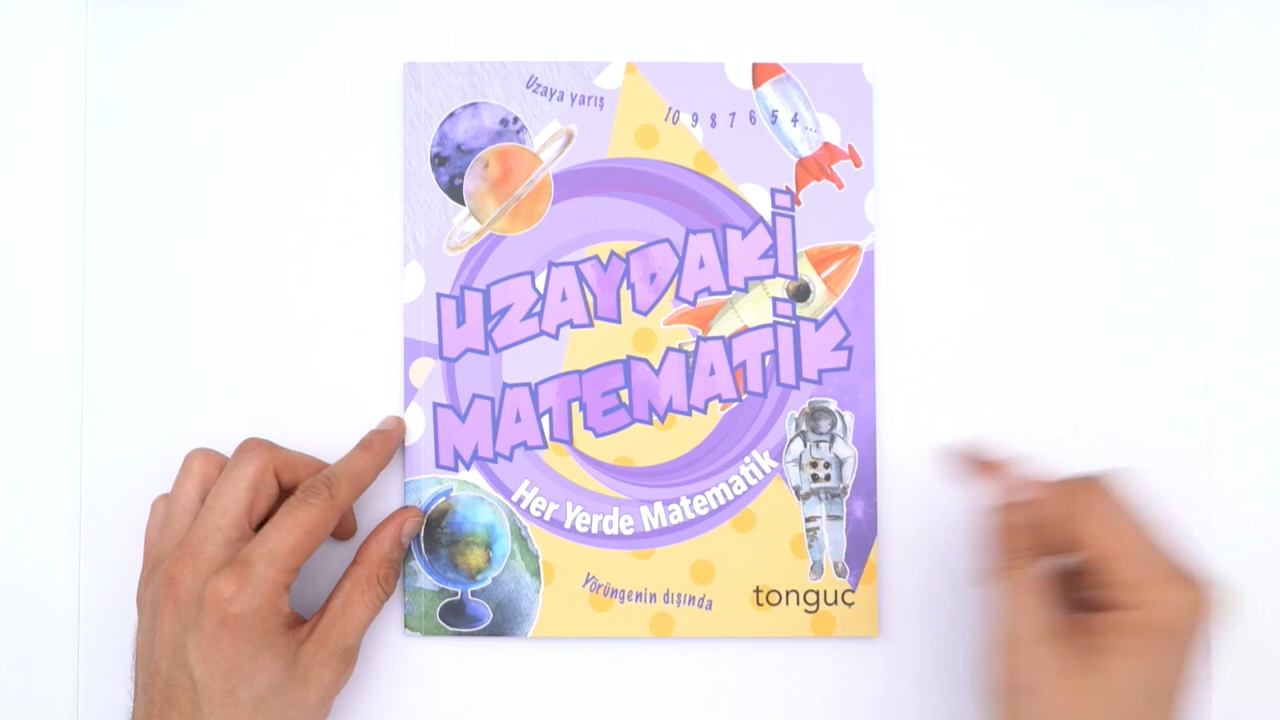 Uzaya yarış
10 9 8 7 6 5 4...
UZAYDAKİ
MATEMATİK
Her Yerde Matematik
Yörüngenin dışında
tonguç